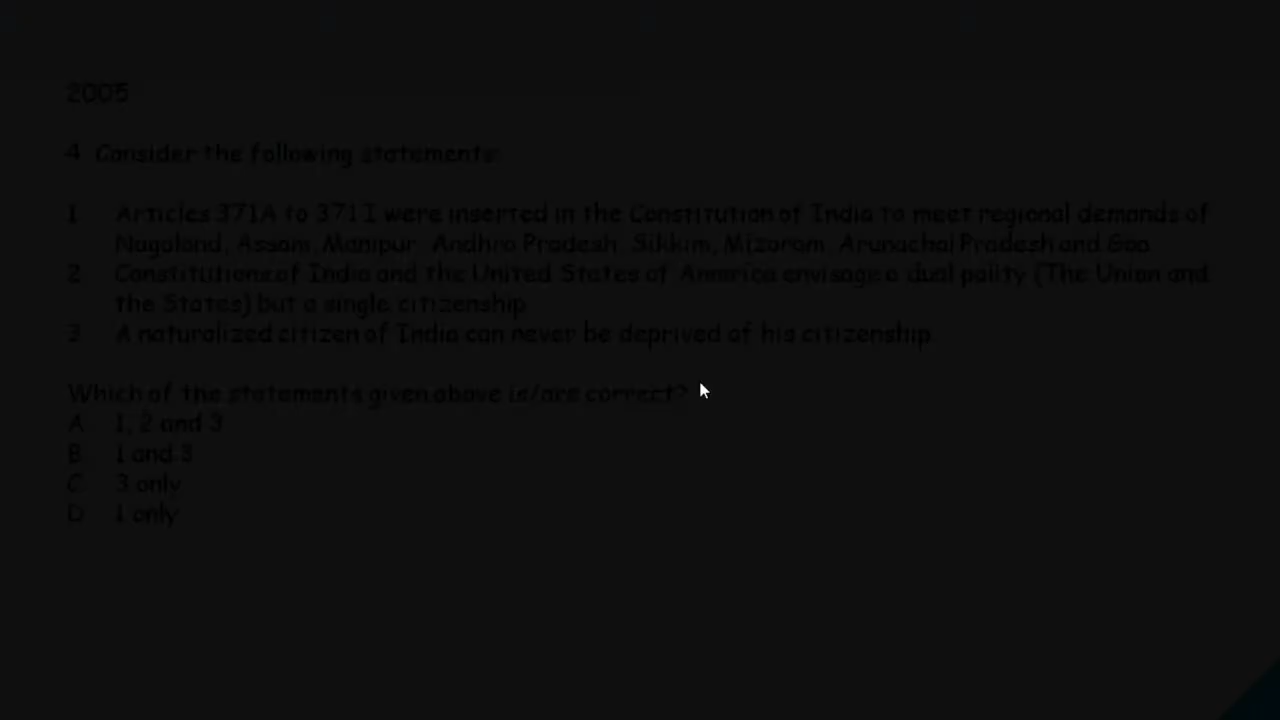 2005
4 Consider the following statements
1 Articles 371A to 371I were inserted in the Constitution of India to meet regional demands of
Nagaland, Assam, Manipur, Andhra Pradesh, Sikkim, Mizoram, Arunachal Pradesh and Goa
2 Constitutions of India and the United States of America envisage a dual polity (The Union and
the States) but a single citizenship
3 A naturalized citizen of India can never be deprived of his citizenship
Which of the statements given above is/are correct?
A. 1, 2 and 3
B. 1 and 3
C. 3 only
D. 1 only